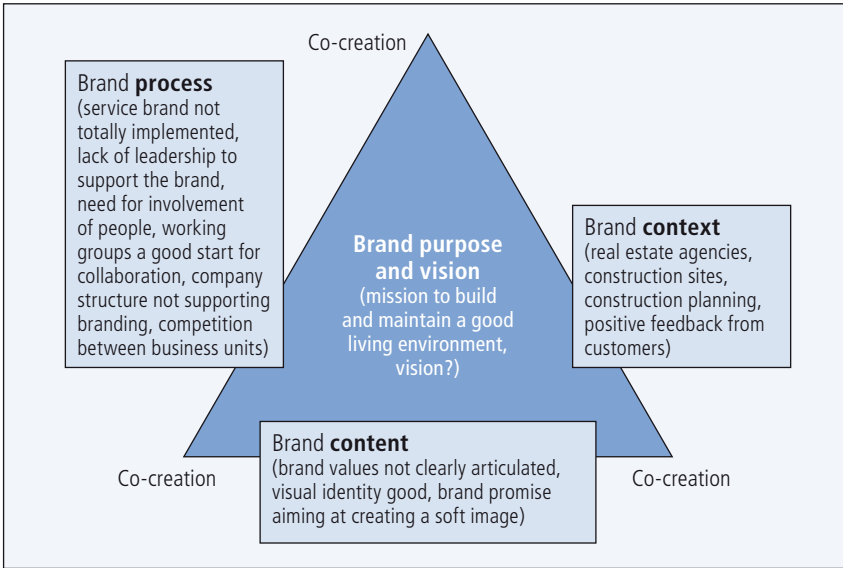 Co-creation
Brand process
(service brand not
totally implemented,
lack of leadership to
support the brand,
need for involvement
of people, working
groups a good start for
collaboration, company
structure not supporting
branding, competition
between business units)
Brand purpose
and vision
(mission to build
and maintain a good
living environment,
vision?)
Brand context
(real estate agencies,
construction sites,
construction planning,
positive feedback from
customers)
Brand content
(brand values not clearly articulated,
visual identity good, brand promise
aiming at creating a soft image)
Co-creation
Co-creation